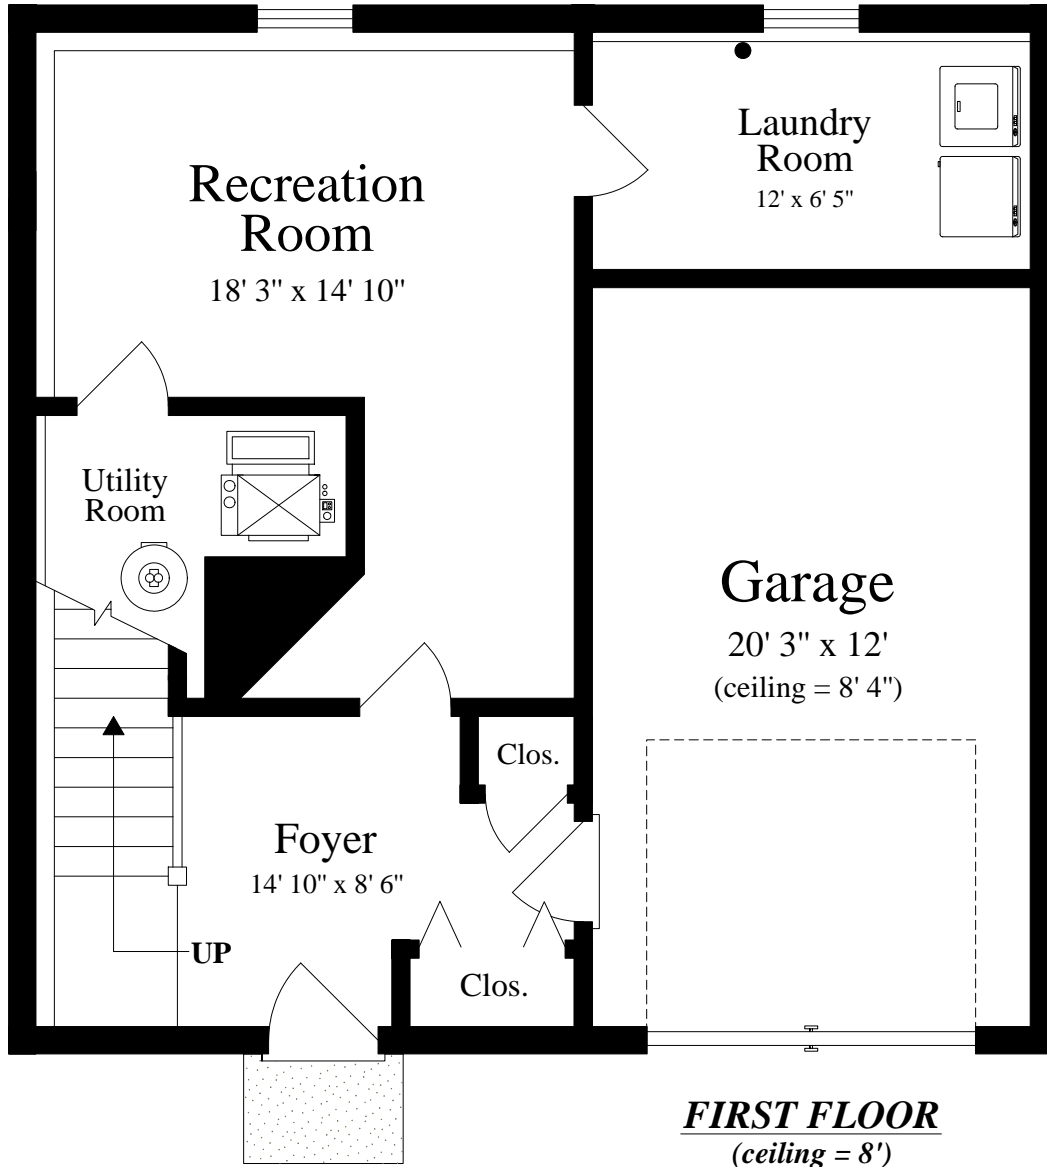 Recreation
Room
18' 3" x 14' 10"
Laundry
Room
12' x 6' 5"
Utility
Room
Garage
20' 3" x 12'
(ceiling = 8' 4")
Clos.
Foyer
14' 10" x 8' 6"
UP
Clos.
FIRST FLOOR
(ceiling = 8')